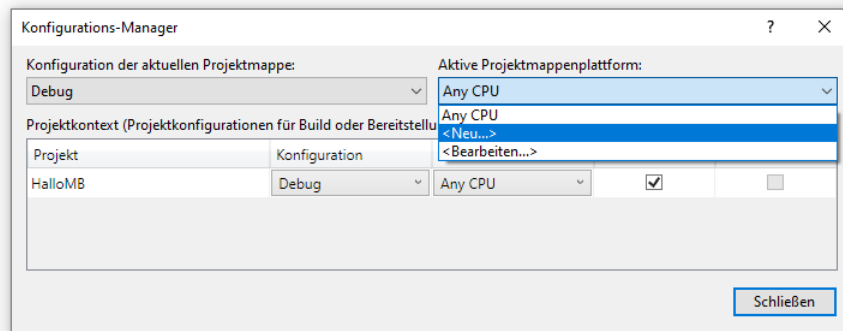 Konfigurations-Manager ?
Konfiguration der aktuellen Projektmappe: Aktive Projektmappenplattform:
Debug Any CPU
Any CPU
<Neu...>
<Bearbeiten...>
Projektkontext (Projektkonfigurationen für Build oder Bereitstellu
Projekt Konfiguration
HalloMB Debug Any CPU
Schließen